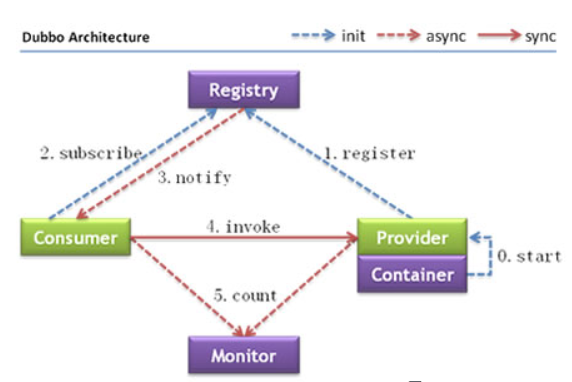 Dubbo Architecture
init
async
sync
Registry
2. subscribe
1. register
3. notify
Consumer
4. invoke
Provider
Container
0. start
5. count
Monitor